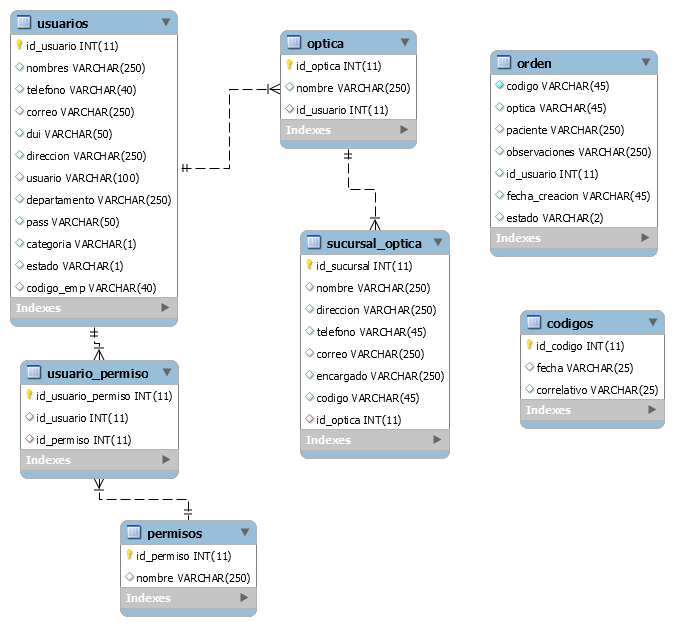 usuarios
id_usuario INT(11)
nombres VARCHAR(250)
telefono VARCHAR(40)
correo VARCHAR(250)
dui VARCHAR(50)
direccion VARCHAR(250)
usuario VARCHAR(100)
departamento VARCHAR(250)
pass VARCHAR(50)
categoria VARCHAR(1)
estado VARCHAR(1)
codigo_emp VARCHAR(40)
Indexes
optica
id_optica INT(11)
nombre VARCHAR(250)
id_usuario INT(11)
Indexes
orden
codigo VARCHAR(45)
optica VARCHAR(45)
paciente VARCHAR(250)
observaciones VARCHAR(250)
id_usuario INT(11)
fecha_creacion VARCHAR(45)
estado VARCHAR(2)
Indexes
sucursal_optica
id_sucursal INT(11)
nombre VARCHAR(250)
direccion VARCHAR(250)
telefono VARCHAR(45)
correo VARCHAR(250)
encargado VARCHAR(250)
codigo VARCHAR(45)
id_optica INT(11)
Indexes
codigos
id_codigo INT(11)
fecha VARCHAR(25)
correlativo VARCHAR(25)
Indexes
usuario_permiso
id_usuario_permiso INT(11)
id_usuario INT(11)
id_permiso INT(11)
Indexes
permisos
id_permiso INT(11)
nombre VARCHAR(250)
Indexes